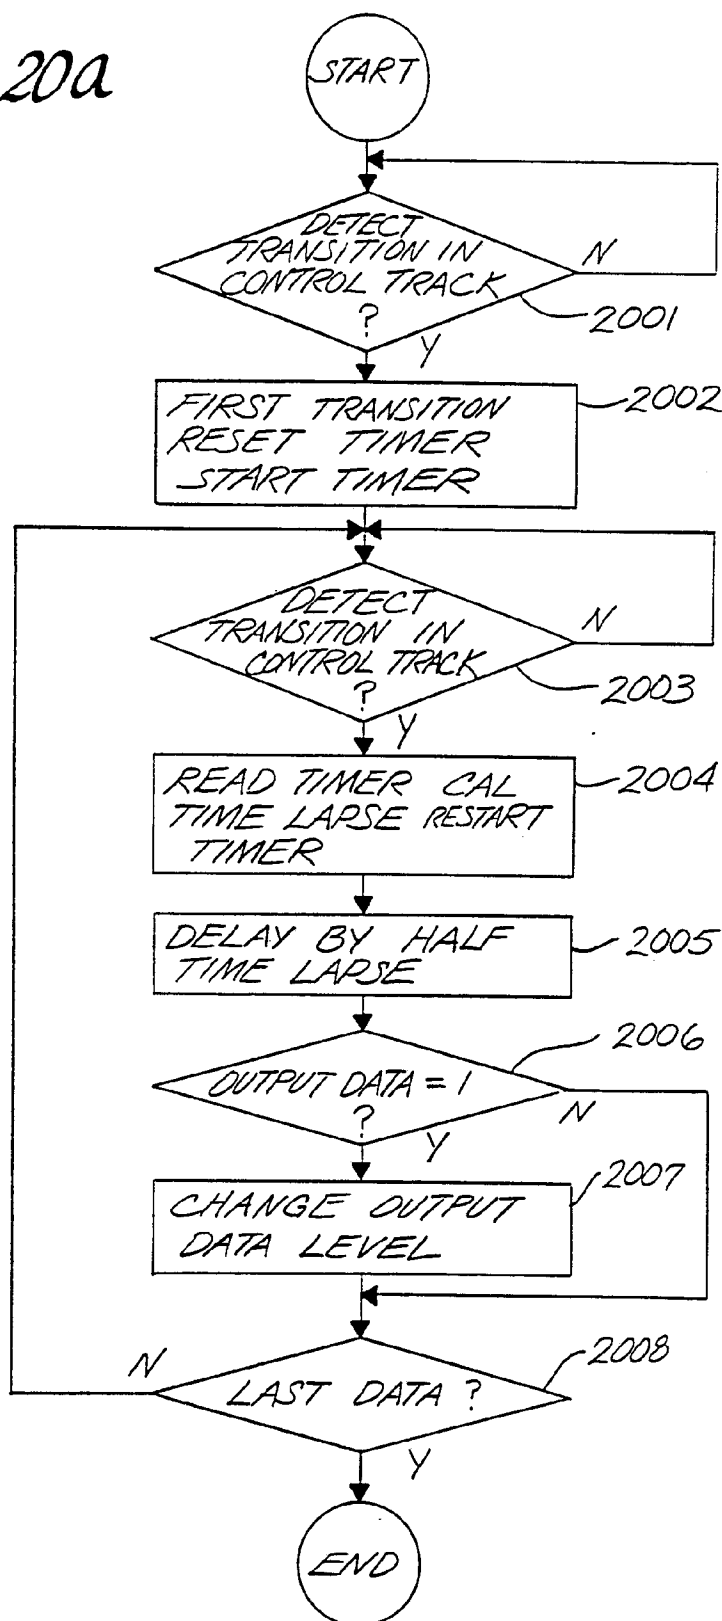 20a
START
DETECT
TRANSITION IN
CONTROL TRACK
?
N
2001
Y
FIRST TRANSITION
RESET TIMER
START TIMER
2002
DETECT
TRANSITION IN
CONTROL TRACK
?
N
2003
Y
READ TIMER CAL
TIME LAPSE RESTART
TIMER
2004
DELAY BY HALF
TIME LAPSE
2005
2006
OUTPUT DATA = 1
?
N
Y
2007
CHANGE OUTPUT
DATA LEVEL
N
2008
LAST DATA ?
Y
END